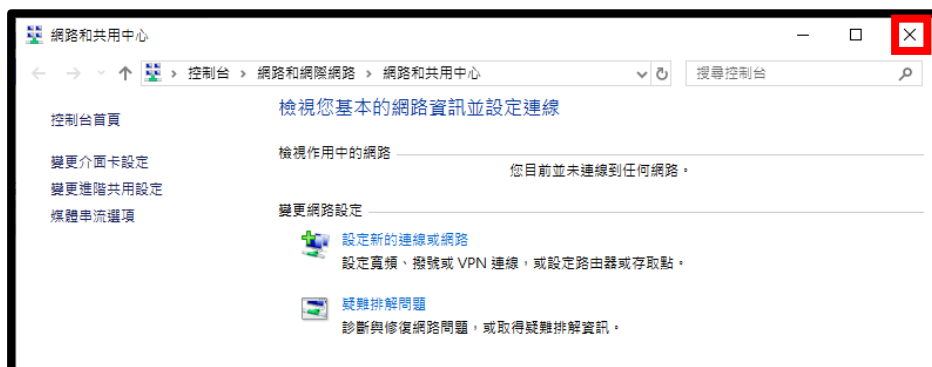 網路和共用中心
控制台 › 網路和網際網路 › 網路和共用中心
搜尋控制台
控制台首頁
變更介面卡設定
變更進階共用設定
媒體串流選項
檢視您基本的網路資訊並設定連線
檢視作用中的網路
您目前並未連線到任何網路。
變更網路設定
設定新的連線或網路
設定寬頻、撥號或 VPN 連線，或設定路由器或存取點。
疑難排解問題
診斷與修復網路問題，或取得疑難排解資訊。